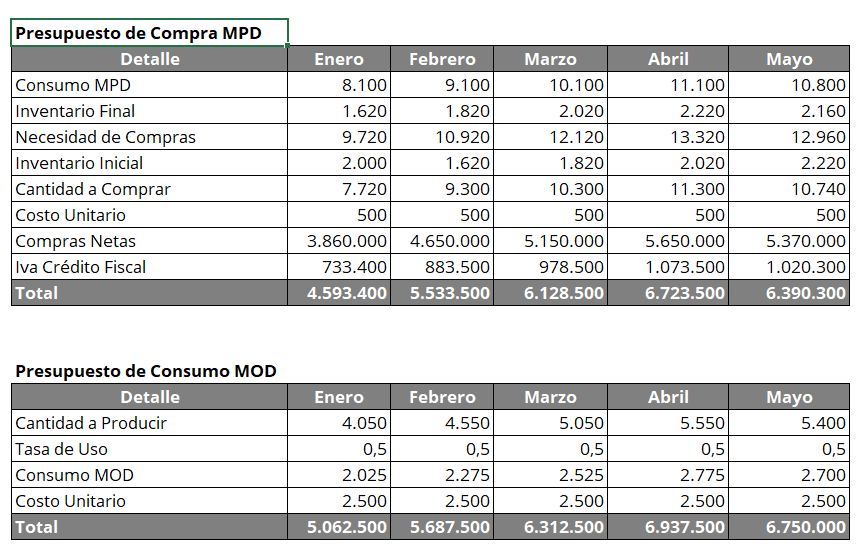 Presupuesto de Compra MPD
Detalle Enero Febrero Marzo Abril Mayo
Consumo MPD 8.100 9.100 10.100 11.100 10.800
Inventario Final 1.620 1.820 2.020 2.220 2.160
Necesidad de Compras 9.720 10.920 12.120 13.320 12.960
Inventario Inicial 2.000 1.620 1.820 2.020 2.220
Cantidad a Comprar 7.720 9.300 10.300 11.300 10.740
Costo Unitario 500 500 500 500 500
Compras Netas 3.860.000 4.650.000 5.150.000 5.650.000 5.370.000
Iva Crédito Fiscal 733.400 883.500 978.500 1.073.500 1.020.300
Total 4.593.400 5.533.500 6.128.500 6.723.500 6.390.300
Presupuesto de Consumo MOD
Detalle Enero Febrero Marzo Abril Mayo
Cantidad a Producir 4.050 4.550 5.050 5.550 5.400
Tasa de Uso 0,5 0,5 0,5 0,5 0,5
Consumo MOD 2.025 2.275 2.525 2.775 2.700
Costo Unitario 2.500 2.500 2.500 2.500 2.500
Total 5.062.500 5.687.500 6.312.500 6.937.500 6.750.000